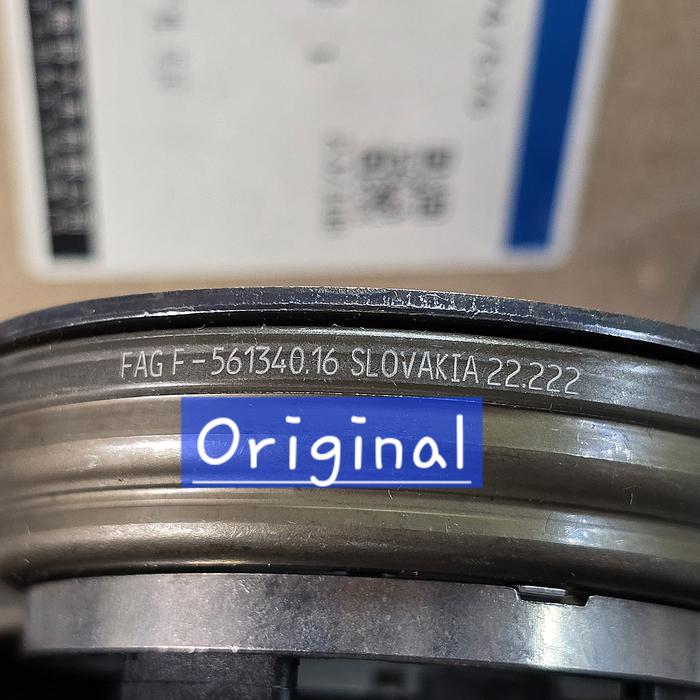 FAG F-561340.16 SLOVAKIA 22.222
Original